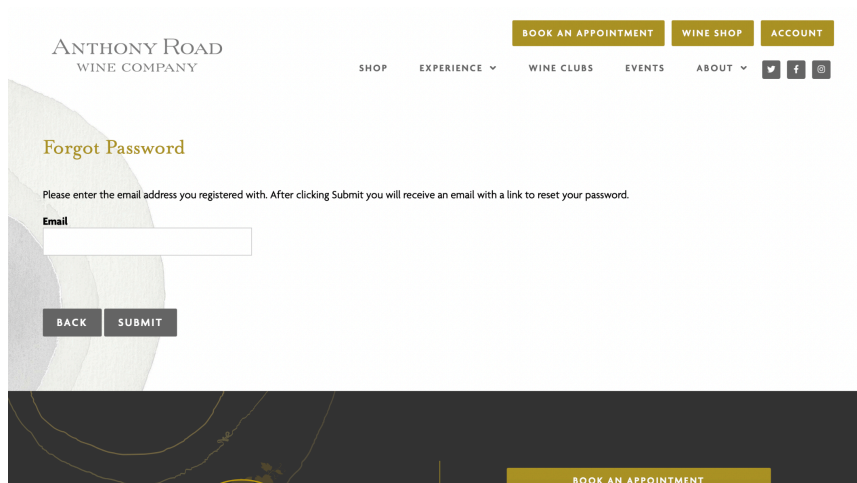 BOOK AN APPOINTMENT
WINE SHOP
ACCOUNT
ANTHONY ROAD
WINE COMPANY
SHOP
EXPERIENCE
WINE CLUBS
EVENTS
ABOUT
Forgot Password
Please enter the email address you registered with. After clicking Submit you will receive an email with a link to reset your password.
Email
BACK
SUBMIT
BOOK AN APPOINTMENT